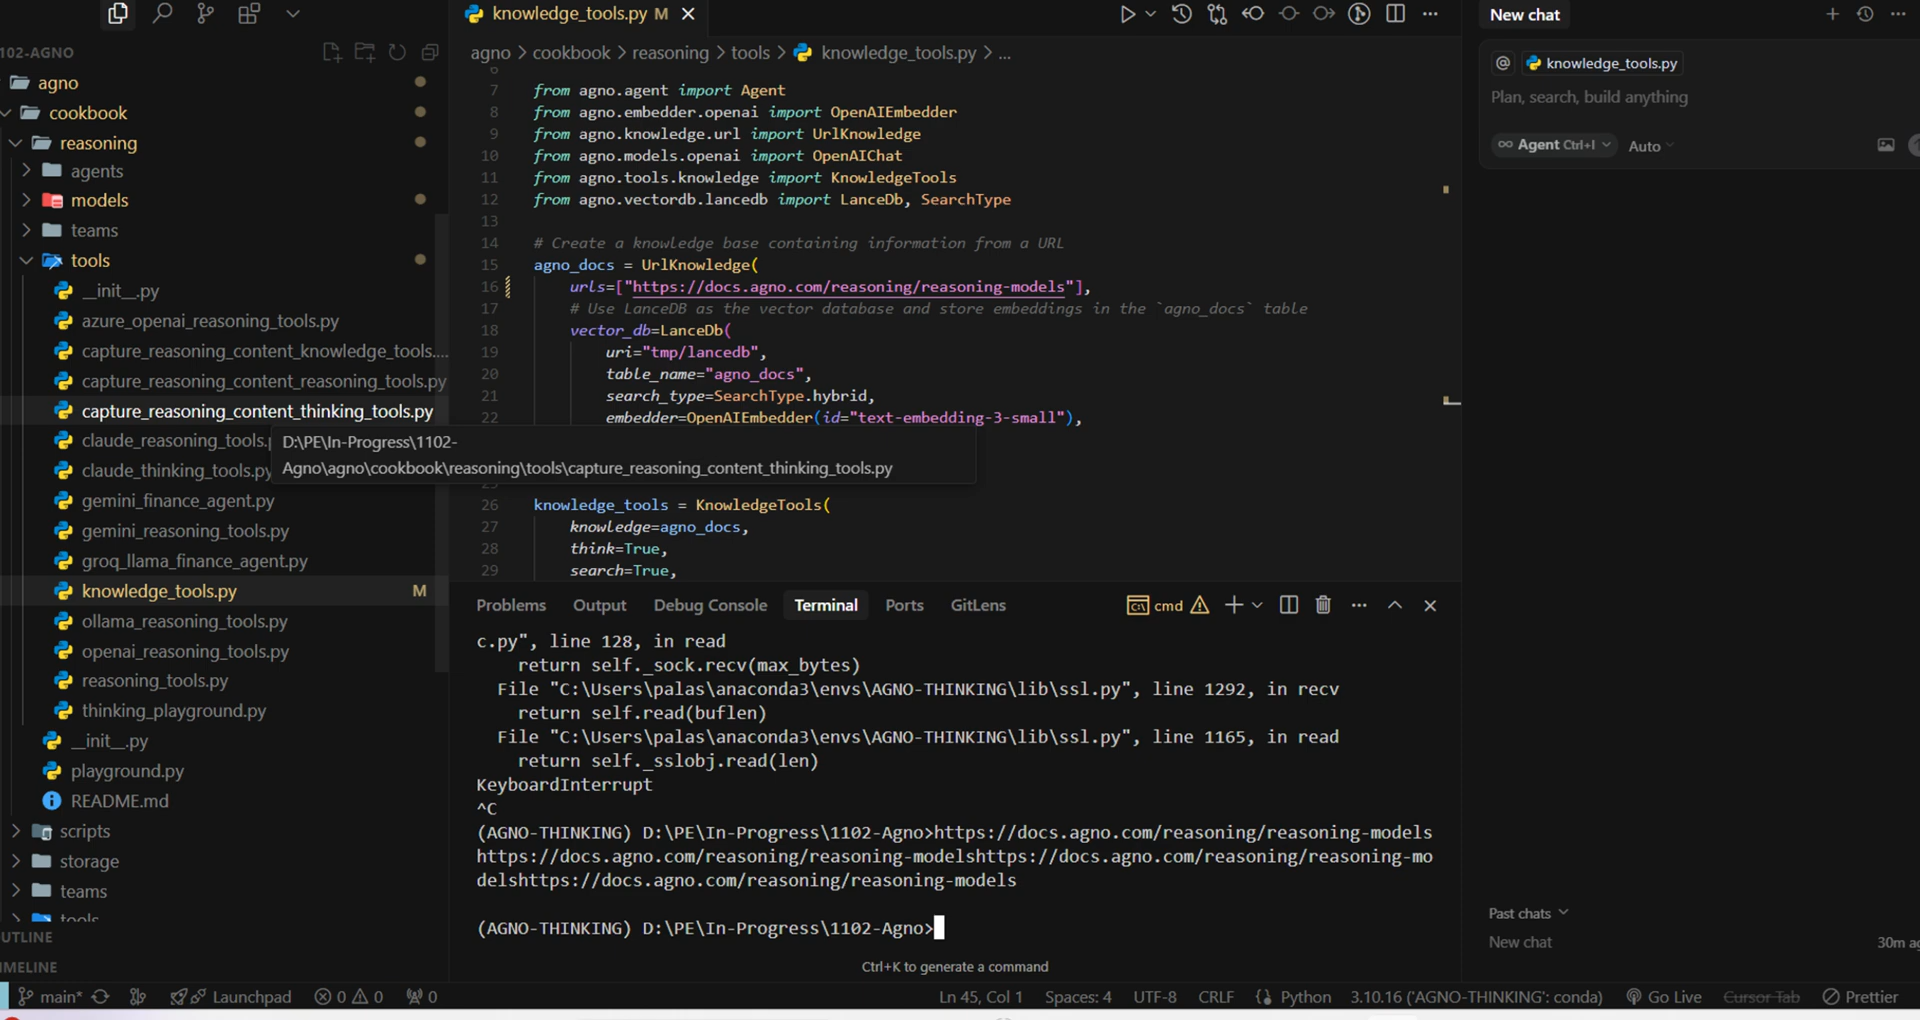 knowledge_tools.py M
New chat
102-AGNO
agno
cookbook
reasoning
agents
models
teams
tools
__init__.py
azure_openai_reasoning_tools.py
capture_reasoning_content_knowledge_tools....
capture_reasoning_content_reasoning_tools.py
capture_reasoning_content_thinking_tools.py
claude_reasoning_tools.p
claude_thinking_tools.py
gemini_finance_agent.py
gemini_reasoning_tools.py
groq_llama_finance_agent.py
knowledge_tools.py M
ollama_reasoning_tools.py
openai_reasoning_tools.py
reasoning_tools.py
thinking_playground.py
__init__.py
playground.py
README.md
scripts
storage
teams
tools
UTLINE
IMELINE
agno > cookbook > reasoning > tools > knowledge_tools.py > ...
6
7 from agno.agent import Agent
8 from agno.embedder.openai import OpenAIEmbedder
9 from agno.knowledge.url import UrlKnowledge
10 from agno.models.openai import OpenAIChat
11 from agno.tools.knowledge import KnowledgeTools
12 from agno.vectordb.lancedb import LanceDb, SearchType
13
14 # Create a knowledge base containing information from a URL
15 agno_docs = UrlKnowledge(
16 urls=["https://docs.agno.com/reasoning/reasoning-models"],
17 # Use LanceDB as the vector database and store embeddings in the `agno_docs` table
18 vector_db=LanceDb(
19 uri="tmp/lancedb",
20 table_name="agno_docs",
21 search_type=SearchType.hybrid,
22 embedder=OpenAIEmbedder(id="text-embedding-3-small"),
D:\PE\In-Progress\1102-
Agno\agno\cookbook\reasoning\tools\capture_reasoning_content_thinking_tools.py
26 knowledge_tools = KnowledgeTools(
27 knowledge=agno_docs,
28 think=True,
29 search=True,
Problems Output Debug Console Terminal Ports GitLens cmd
c.py", line 128, in read
return self._sock.recv(max_bytes)
File "C:\Users\palas\anaconda3\envs\AGNO-THINKING\lib\ssl.py", line 1292, in recv
return self.read(buflen)
File "C:\Users\palas\anaconda3\envs\AGNO-THINKING\lib\ssl.py", line 1165, in read
return self._sslobj.read(len)
KeyboardInterrupt
^C
(AGNO-THINKING) D:\PE\In-Progress\1102-Agno>https://docs.agno.com/reasoning/reasoning-models
https://docs.agno.com/reasoning/reasoning-modelshttps://docs.agno.com/reasoning/reasoning-mo
delshttps://docs.agno.com/reasoning/reasoning-models
(AGNO-THINKING) D:\PE\In-Progress\1102-Agno>
Ctrl+K to generate a command
@ knowledge_tools.py
Plan, search, build anything
∞ Agent Ctrl+I Auto
Past chats
New chat 30m a
main* Launchpad 0 0 0 Ln 45, Col 1 Spaces: 4 UTF-8 CRLF {} Python 3.10.16 ('AGNO-THINKING': conda) Go Live Cursor Tab Prettier